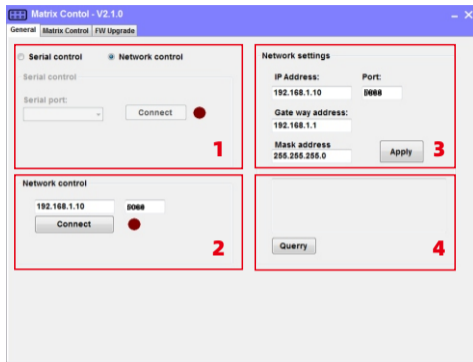 Matrix Contol - V2.1.0
General Matrix Control FW Upgrade
Serial control Network control
Serial control
Serial port:
Connect
1
Network settings
IP Address: Port:
192.168.1.10
Gate way address:
192.168.1.1
Mask address
255.255.255.0
Apply
3
Network control
192.168.1.10
Connect
2
Querry
4